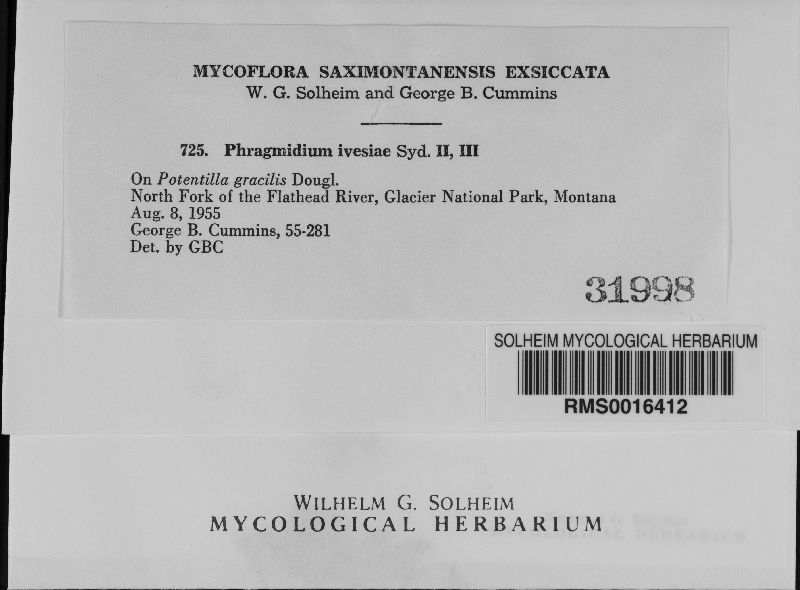 MYCOFLORA SAXIMONTANENSIS EXSICCATA
W. G. Solheim and George B. Cummins
725. Phragmidium ivesiae Syd. II, III
On Potentilla gracilis Dougl.
North Fork of the Flathead River, Glacier National Park, Montana
Aug. 8, 1955
George B. Cummins, 55-281
Det. by GBC
31998
SOLHEIM MYCOLOGICAL HERBARIUM
RMS0016412
WILHELM G. SOLHEIM
MYCOLOGICAL HERBARIUM